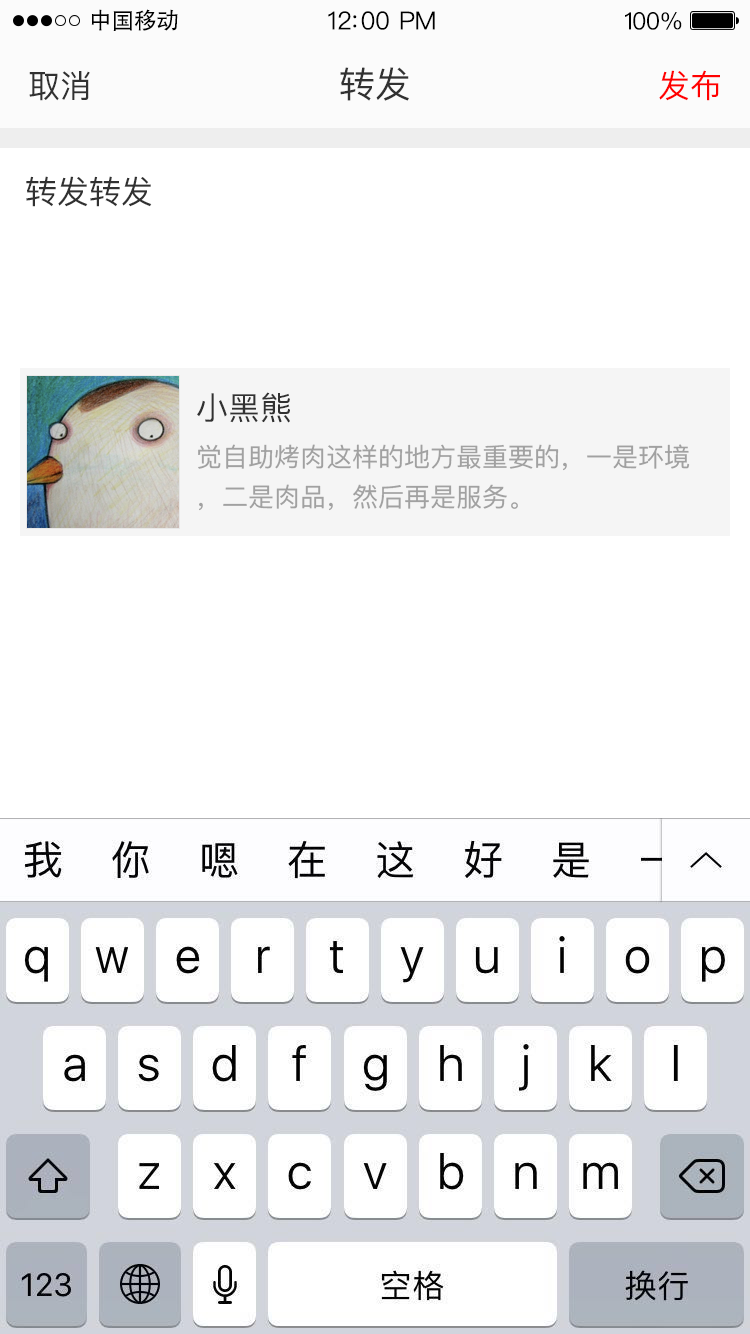 中国移动 12:00 PM 100%
取消 转发 发布
转发转发
小黑熊
觉自助烤肉这样的地方最重要的，一是环境
，二是肉品，然后再是服务。
我 你 嗯 在 这 好 是 一
q w e r t y u i o p
a s d f g h j k l
z x c v b n m
123 空格 换行